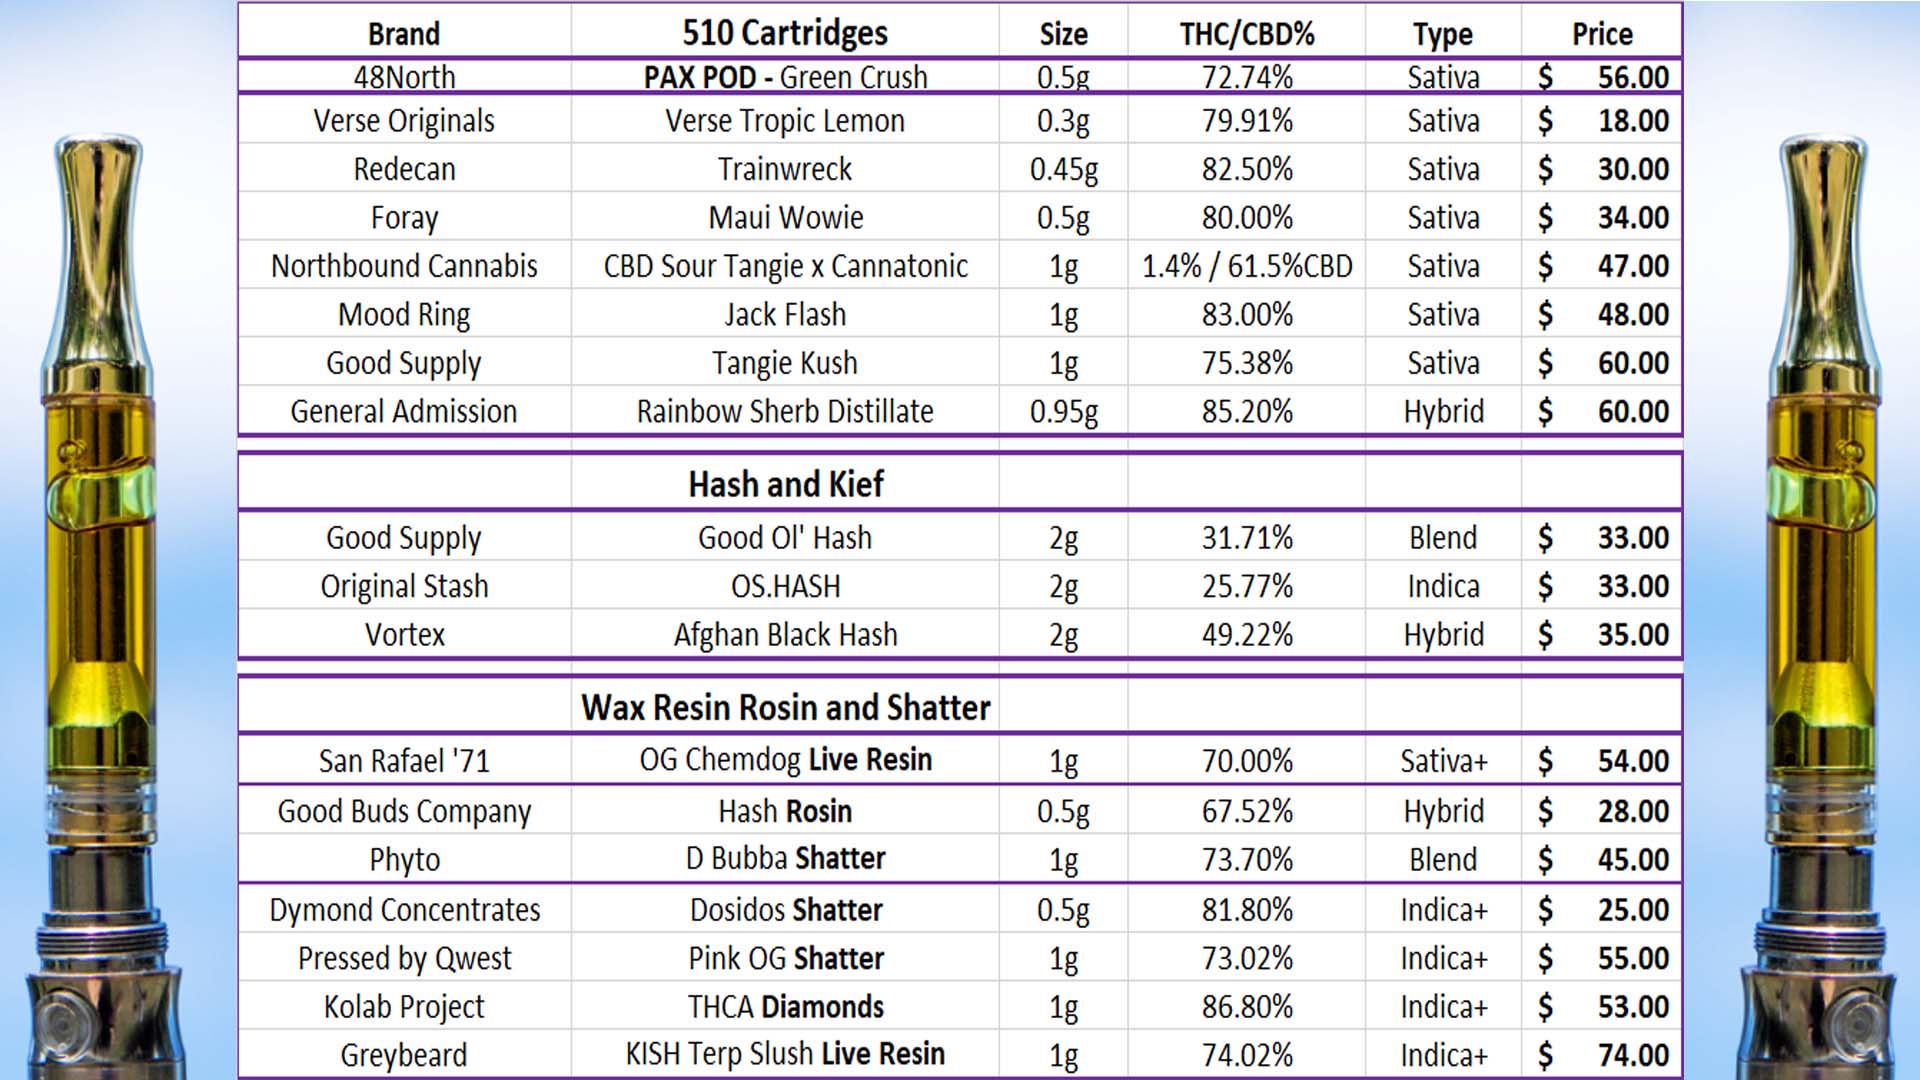 Brand 510 Cartridges Size THC/CBD% Type Price
48North PAX POD - Green Crush 0.5g 72.74% Sativa $ 56.00
Verse Originals Verse Tropic Lemon 0.3g 79.91% Sativa $ 18.00
Redecan Trainwreck 0.45g 82.50% Sativa $ 30.00
Foray Maui Wowie 0.5g 80.00% Sativa $ 34.00
Northbound Cannabis CBD Sour Tangie x Cannatonic 1g 1.4% / 61.5%CBD Sativa $ 47.00
Mood Ring Jack Flash 1g 83.00% Sativa $ 48.00
Good Supply Tangie Kush 1g 75.38% Sativa $ 60.00
General Admission Rainbow Sherb Distillate 0.95g 85.20% Hybrid $ 60.00
Hash and Kief
Good Supply Good Ol' Hash 2g 31.71% Blend $ 33.00
Original Stash OS.HASH 2g 25.77% Indica $ 33.00
Vortex Afghan Black Hash 2g 49.22% Hybrid $ 35.00
Wax Resin Rosin and Shatter
San Rafael '71 OG Chemdog Live Resin 1g 70.00% Sativa+ $ 54.00
Good Buds Company Hash Rosin 0.5g 67.52% Hybrid $ 28.00
Phyto D Bubba Shatter 1g 73.70% Blend $ 45.00
Dymond Concentrates Dosidos Shatter 0.5g 81.80% Indica+ $ 25.00
Pressed by Qwest Pink OG Shatter 1g 73.02% Indica+ $ 55.00
Kolab Project THCA Diamonds 1g 86.80% Indica+ $ 53.00
Greybeard KISH Terp Slush Live Resin 1g 74.02% Indica+ $ 74.00